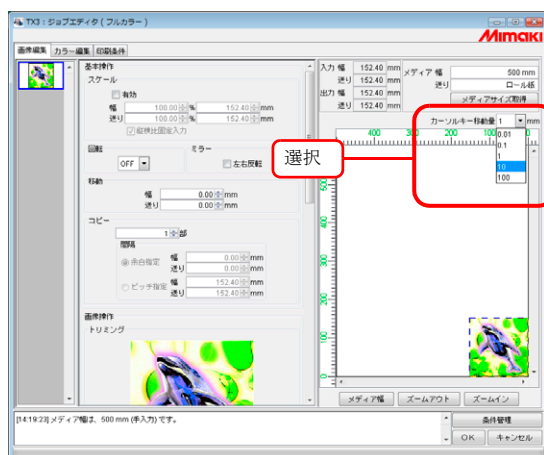 TX3：ジョブエディタ（フルカラー）
Mimaki
画像編集 カラー編集 印刷条件
基本操作
スケール
有効
幅 100.00 % 152.40 mm
送り 100.00 % 152.40 mm
縦横比固定入力
回転 ミラー
OFF 左右反転
移動
幅 0.00 mm
送り 0.00 mm
コピー
1 部
間隔
余白指定 幅 0.00 mm
送り 0.00 mm
ピッチ指定 幅 152.40 mm
送り 152.40 mm
画像操作
トリミング
入力 幅 152.40 mm
送り 152.40 mm
出力 幅 152.40 mm
送り 152.40 mm
メディア 幅 500 mm
送り ロール紙
メディアサイズ取得
カーソルキー移動量 1 mm
0.01
0.1
1
10
100
選択
400 300 200 100 0
500
400
300
200
100
0
メディア幅 ズームアウト ズームイン
[14:19:23] メディア幅は、500 mm (手入力) です。
条件管理
OK キャンセル